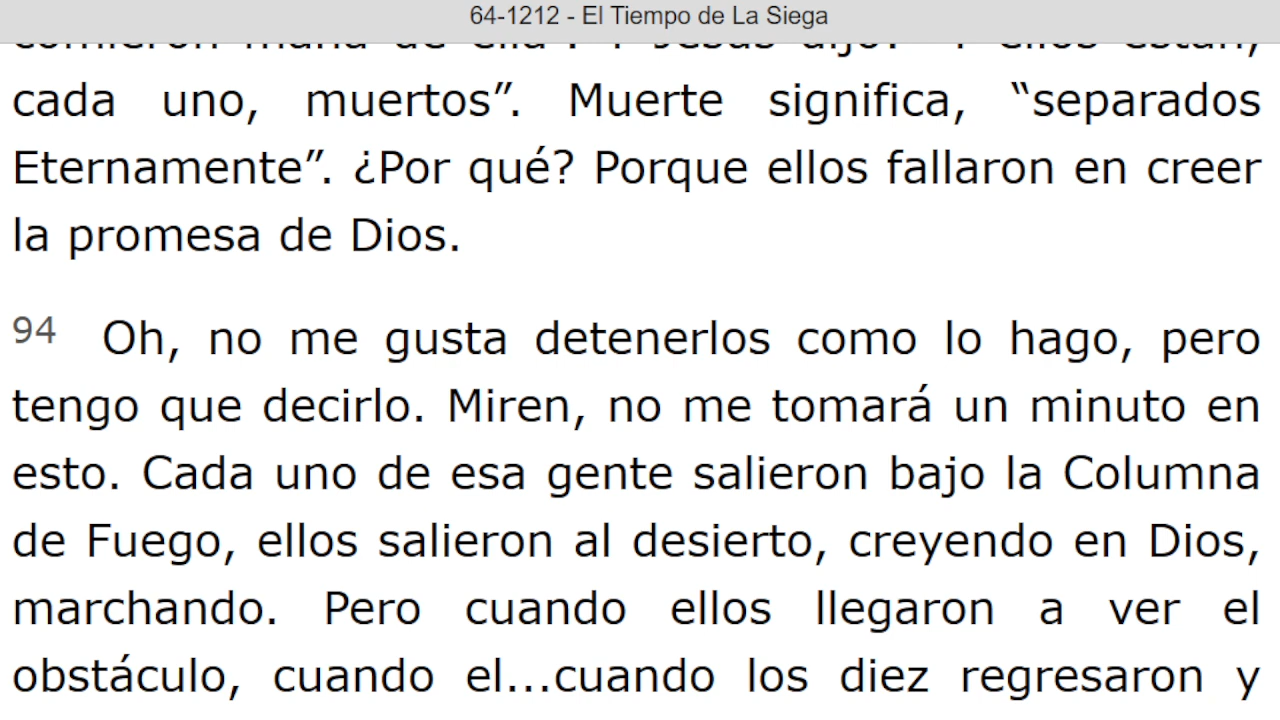 64-1212 - El Tiempo de La Siega
cada uno, muertos”. Muerte significa, “separados
Eternamente”. ¿Por qué? Porque ellos fallaron en creer
la promesa de Dios.
94 Oh, no me gusta detenerlos como lo hago, pero
tengo que decirlo. Miren, no me tomará un minuto en
esto. Cada uno de esa gente salieron bajo la Columna
de Fuego, ellos salieron al desierto, creyendo en Dios,
marchando. Pero cuando ellos llegaron a ver el
obstáculo, cuando el...cuando los diez regresaron y